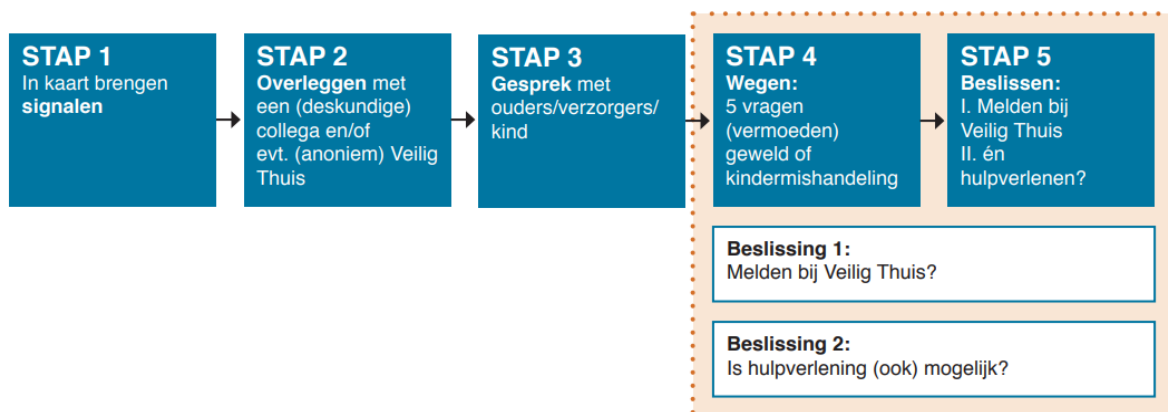 STAP 1
In kaart brengen
signalen
STAP 2
Overleggen met
een (deskundige)
collega en/of
evt. (anoniem) Veilig
Thuis
STAP 3
Gesprek met
ouders/verzorgers/
kind
STAP 4
Wegen:
5 vragen
(vermoeden)
geweld of
kindermishandeling
STAP 5
Beslissen:
I. Melden bij
Veilig Thuis
II. én
hulpverlenen?
Beslissing 1:
Melden bij Veilig Thuis?
Beslissing 2:
Is hulpverlening (ook) mogelijk?